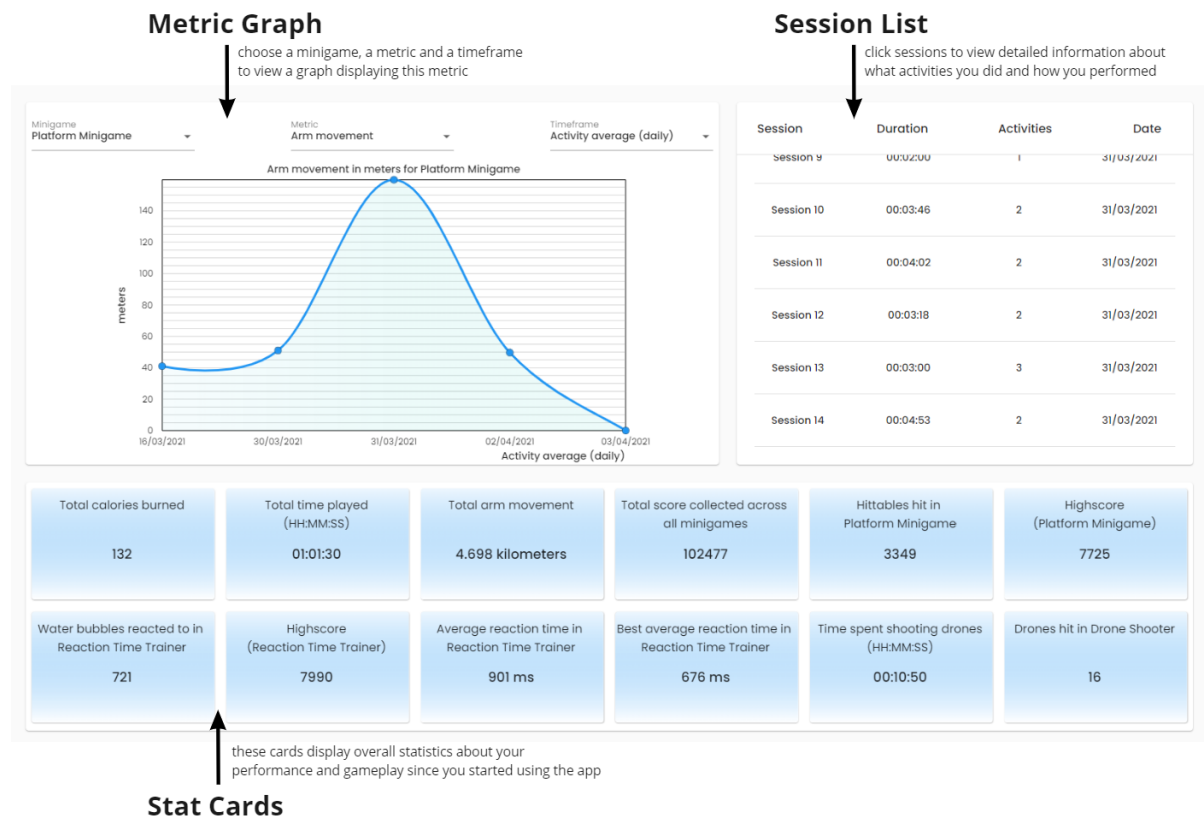 Metric Graph
choose a minigame, a metric and a timeframe
to view a graph displaying this metric
Session List
click sessions to view detailed information about
what activities you did and how you performed
Minigame
Platform Minigame
Metric
Arm movement
Timeframe
Activity average (daily)
Arm movement in meters for Platform Minigame
meters
140
120
100
80
60
40
20
0
16/03/2021
30/03/2021
31/03/2021
02/04/2021
03/04/2021
Activity average (daily)
Session Duration Activities Date
Session 9 00:02:00 1 31/03/2021
Session 10 00:03:46 2 31/03/2021
Session 11 00:04:02 2 31/03/2021
Session 12 00:03:18 2 31/03/2021
Session 13 00:03:00 3 31/03/2021
Session 14 00:04:53 2 31/03/2021
Total calories burned
132
Total time played
(HH:MM:SS)
01:01:30
Total arm movement
4.698 kilometers
Total score collected across
all minigames
102477
Hittables hit in
Platform Minigame
3349
Highscore
(Platform Minigame)
7725
Water bubbles reacted to in
Reaction Time Trainer
721
Highscore
(Reaction Time Trainer)
7990
Average reaction time in
Reaction Time Trainer
901 ms
Best average reaction time in
Reaction Time Trainer
676 ms
Time spent shooting drones
(HH:MM:SS)
00:10:50
Drones hit in Drone Shooter
16
these cards display overall statistics about your
performance and gameplay since you started using the app
Stat Cards